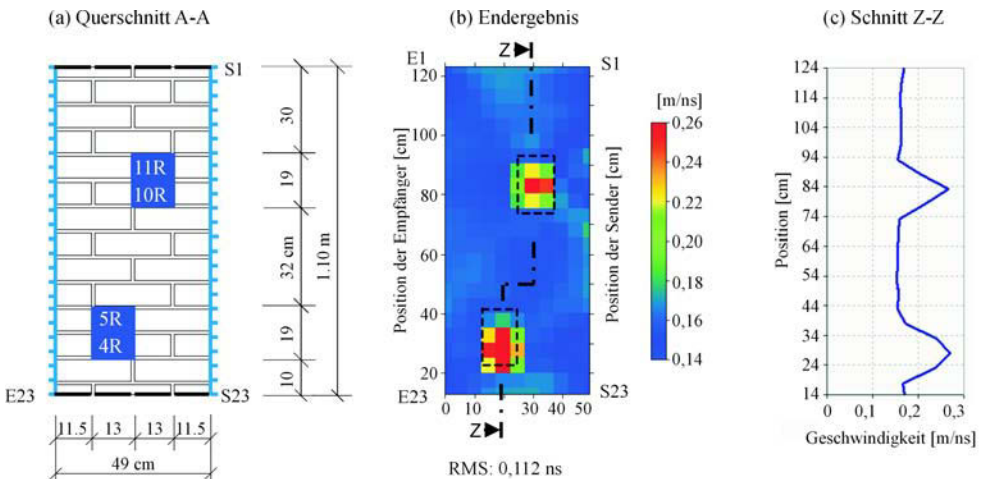 (a) Querschnitt A-A
S1
11R
10R
5R
4R
E23
S23
30
19
32 cm
19
10
1.10 m
11.5 13 13 11.5
49 cm
(b) Endergebnis
Z
E1
S1
120
100
80
60
40
20
Position der Empfänger [cm]
Position der Sender [cm]
E23
S23
0 10 20 30 40 50
Z
RMS: 0,112 ns
[m/ns]
0,26
0,24
0,22
0,20
0,18
0,16
0,14
(c) Schnitt Z-Z
124
114
104
94
84
74
64
54
44
34
24
14
Position [cm]
0 0,1 0,2 0,3
Geschwindigkeit [m/ns]